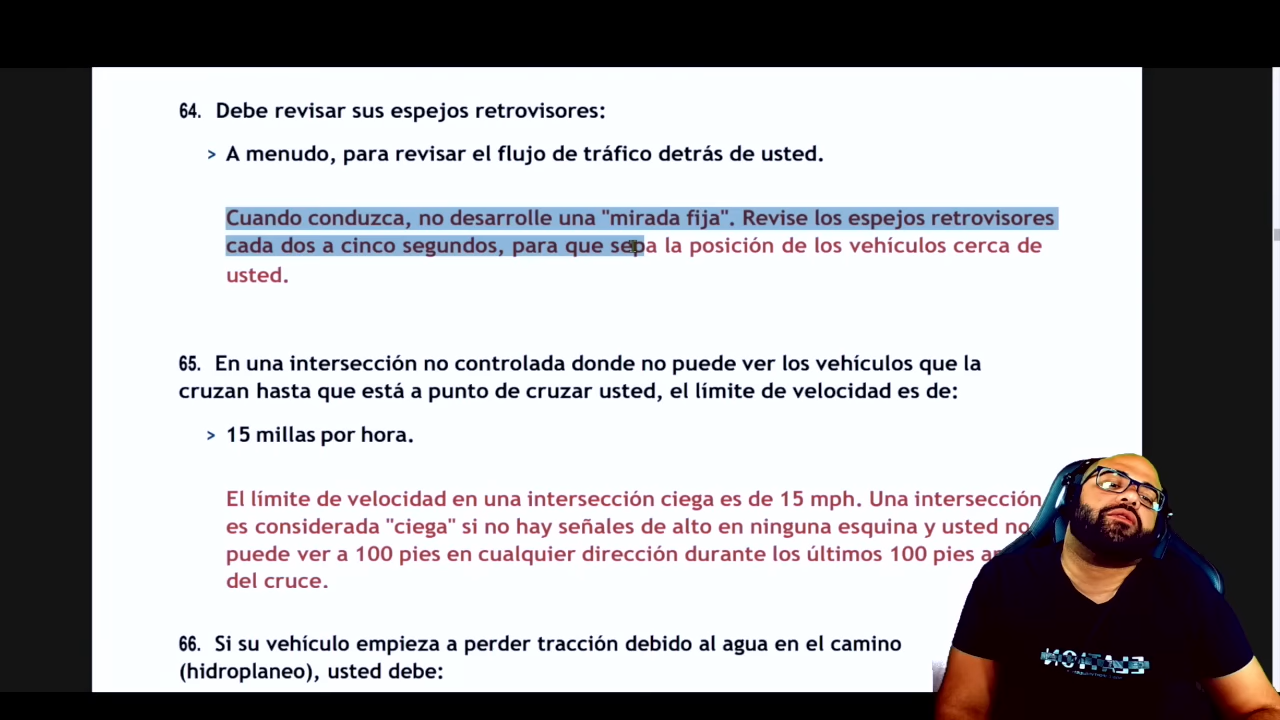 64. Debe revisar sus espejos retrovisores:
> A menudo, para revisar el flujo de tráfico detrás de usted.
Cuando conduzca, no desarrolle una "mirada fija". Revise los espejos retrovisores
cada dos a cinco segundos, para que sepa la posición de los vehículos cerca de
usted.
65. En una intersección no controlada donde no puede ver los vehículos que la
cruzan hasta que está a punto de cruzar usted, el límite de velocidad es de:
> 15 millas por hora.
El límite de velocidad en una intersección ciega es de 15 mph. Una intersección
es considerada "ciega" si no hay señales de alto en ninguna esquina y usted no
puede ver a 100 pies en cualquier dirección durante los últimos 100 pies
del cruce.
66. Si su vehículo empieza a perder tracción debido al agua en el camino
(hidroplaneo), usted debe: